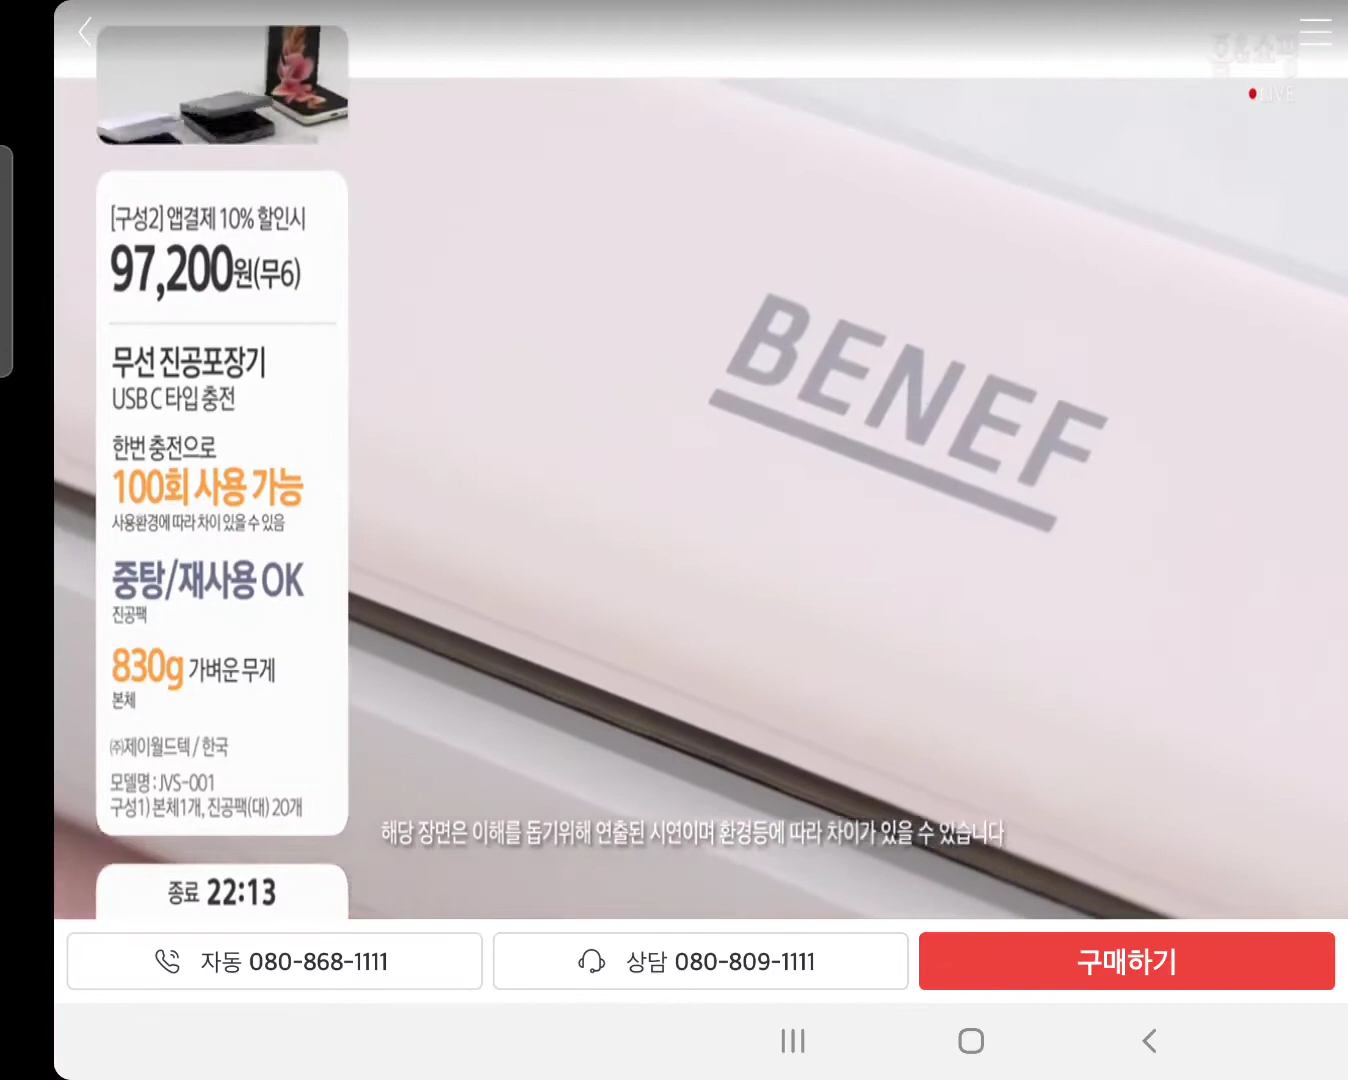 홈&쇼핑
LIVE
[구성2] 앱결제 10% 할인시
97,200원(무6)
무선 진공포장기
USB C 타입 충전
한번 충전으로
100회 사용 가능
사용환경에 따라 차이 있을 수 있음
중탕/재사용 OK
진공팩
830g 가벼운 무게
본체
㈜제이월드텍 / 한국
모델명 : JVS-001
구성1) 본체1개, 진공팩(대) 20개
BENEF
해당 장면은 이해를 돕기위해 연출된 시연이며 환경등에 따라 차이가 있을 수 있습니다
종료 22:13
자동 080-868-1111
상담 080-809-1111
구매하기